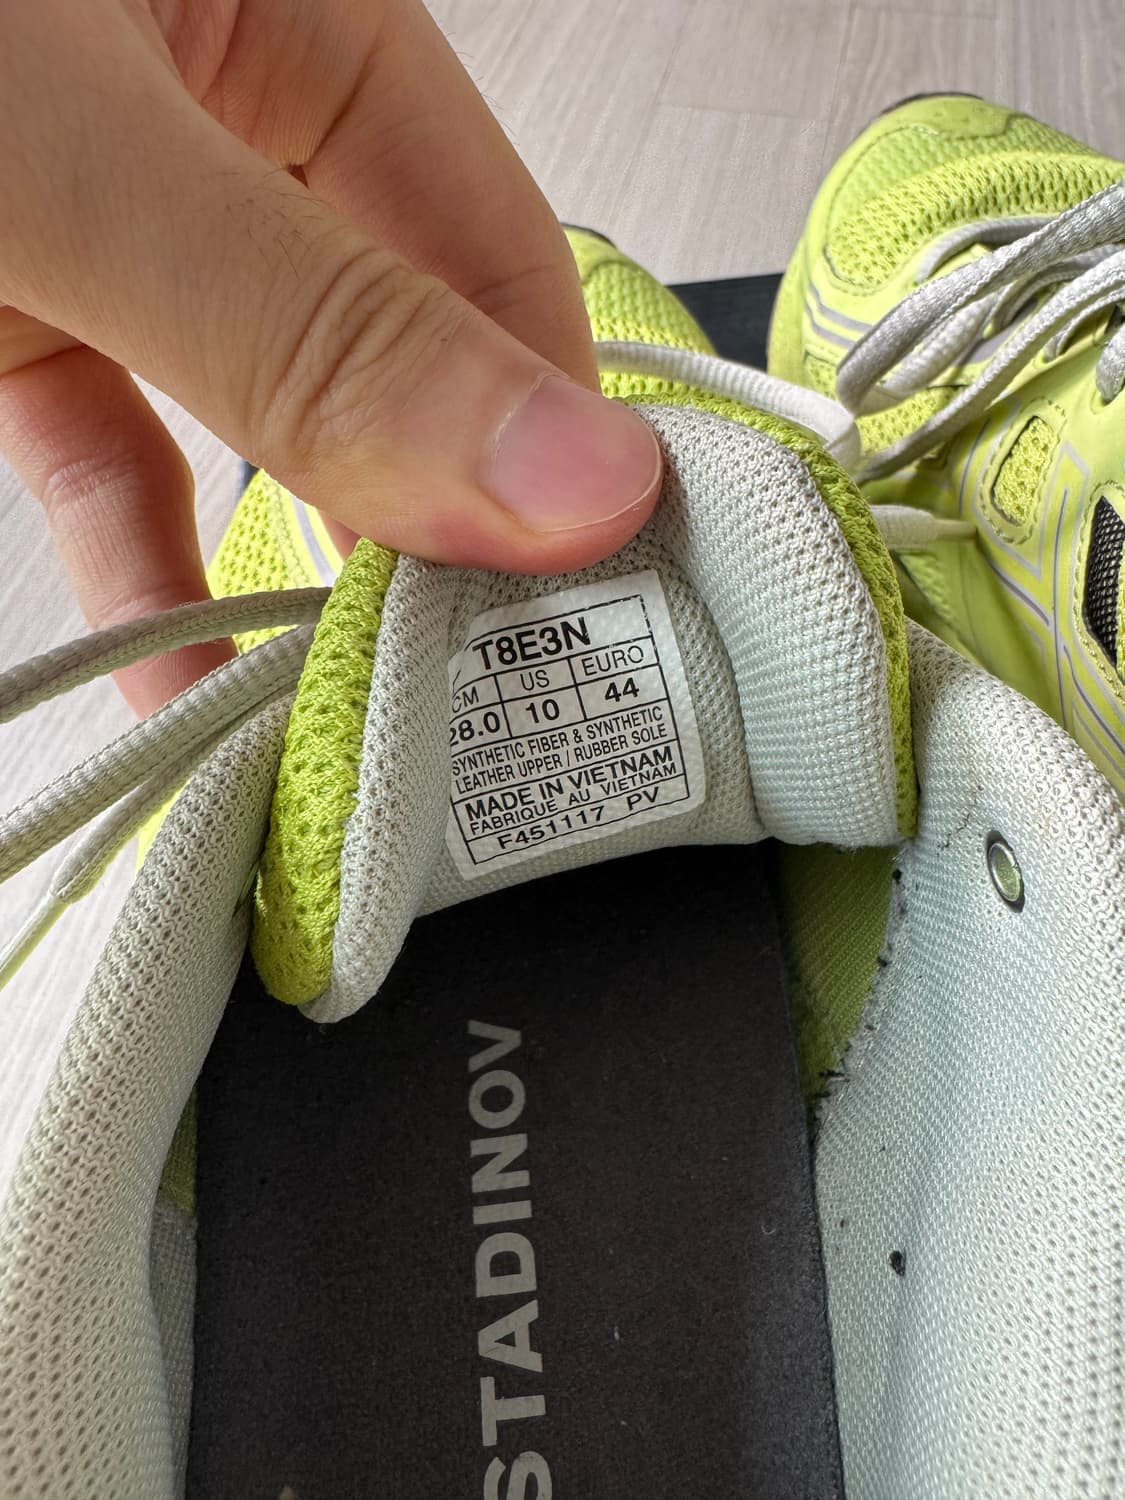 T8E3N
CM US EURO
28.0 10 44
SYNTHETIC FIBER & SYNTHETIC
LEATHER UPPER / RUBBER SOLE
MADE IN VIETNAM
FABRIQUE AU VIETNAM
F451117 PV
STADINOV